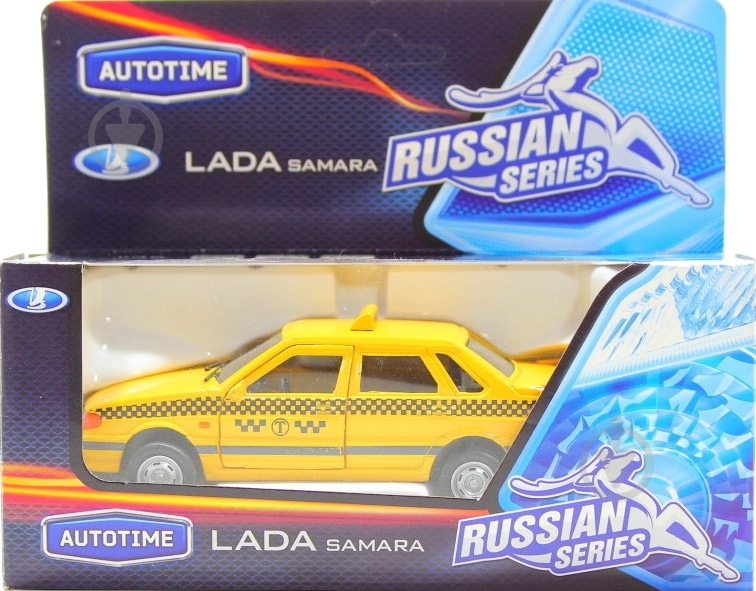 AUTOTIME
LADA SAMARA
RUSSIAN
SERIES
T
AUTOTIME
LADA SAMARA
RUSSIAN
SERIES